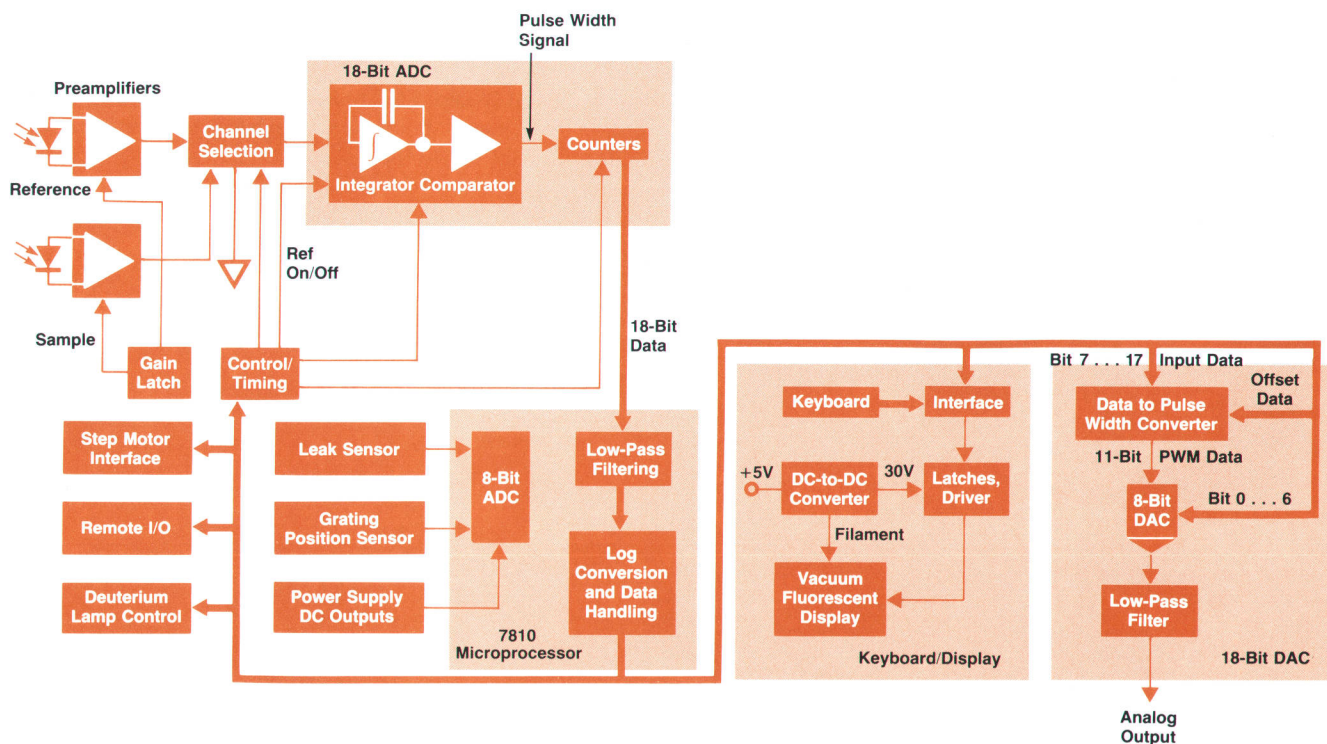 Pulse Width
Signal
18-Bit ADC
Preamplifiers
Channel
Selection
∫
Integrator Comparator
Counters
Reference
Ref
On/Off
Sample
Gain
Latch
Control/
Timing
18-Bit
Data
Step Motor
Interface
Remote I/O
Deuterium
Lamp Control
Leak Sensor
Grating
Position Sensor
Power Supply
DC Outputs
8-Bit
ADC
Low-Pass
Filtering
Log
Conversion
and Data
Handling
7810
Microprocessor
Keyboard
Interface
+5V
DC-to-DC
Converter
30V
Latches,
Driver
Filament
Vacuum
Fluorescent
Display
Keyboard/Display
Bit 7 . . . 17
Input Data
Offset
Data
Data to Pulse
Width Converter
11-Bit
PWM Data
8-Bit
DAC
Bit 0 . . . 6
Low-Pass
Filter
18-Bit DAC
Analog
Output